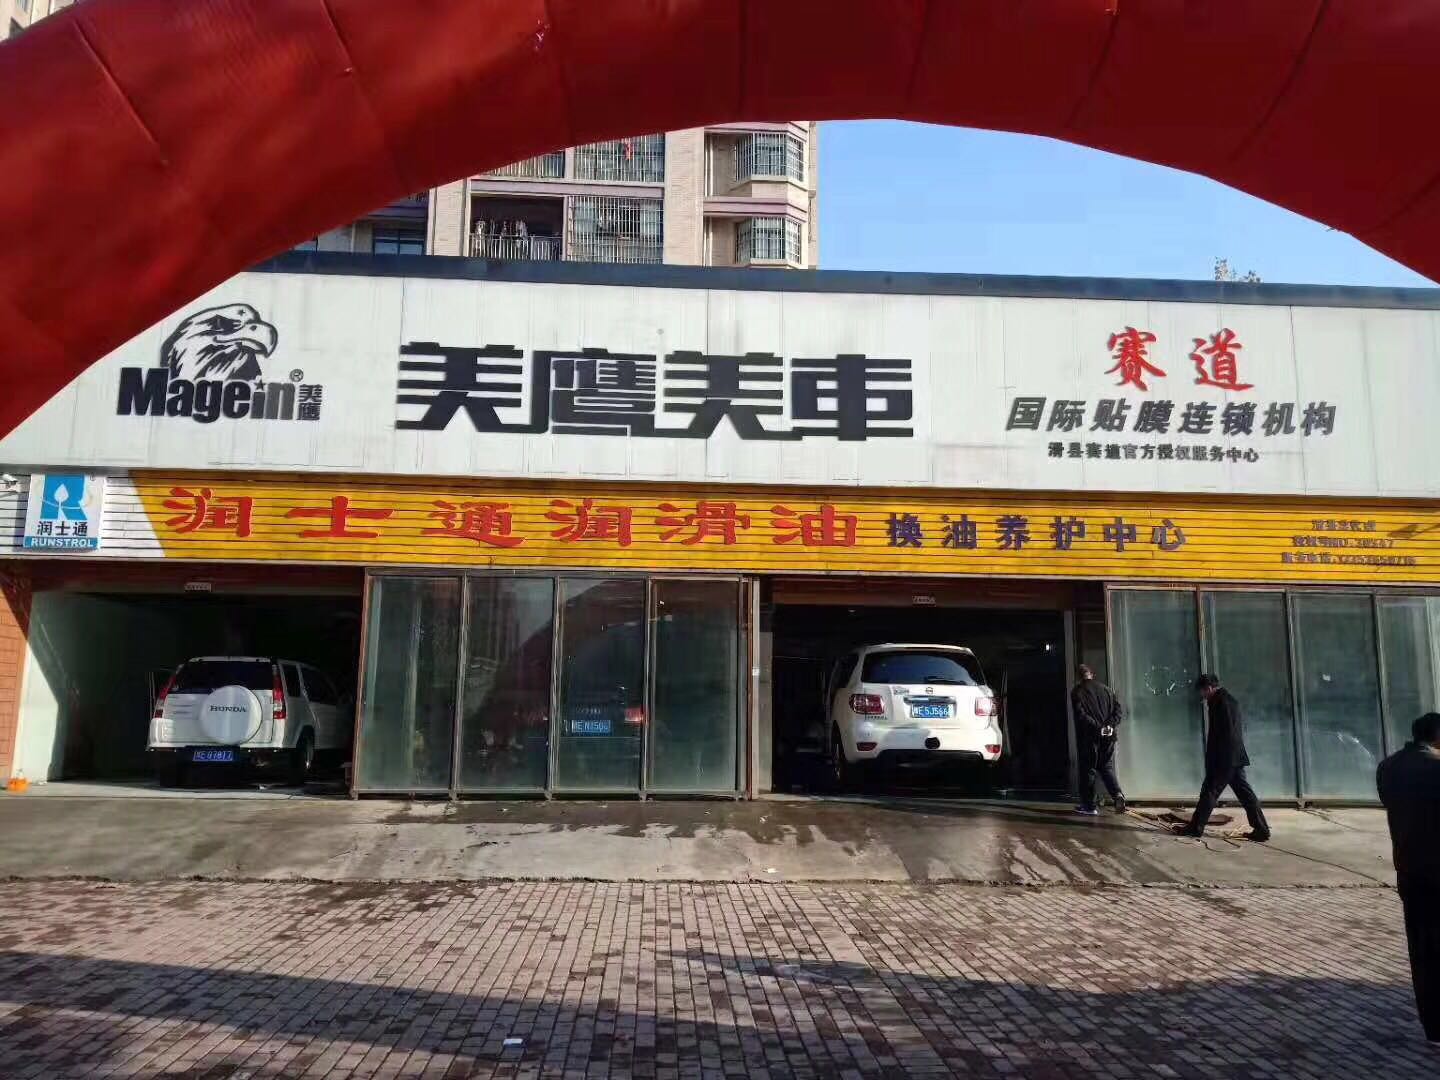 Magein® 美鹰
美鹰美車
赛道
国际贴膜连锁机构
滑县赛道官方授权服务中心
润士通
RUNSTROL
润士通润滑油 换油养护中心
HONDA